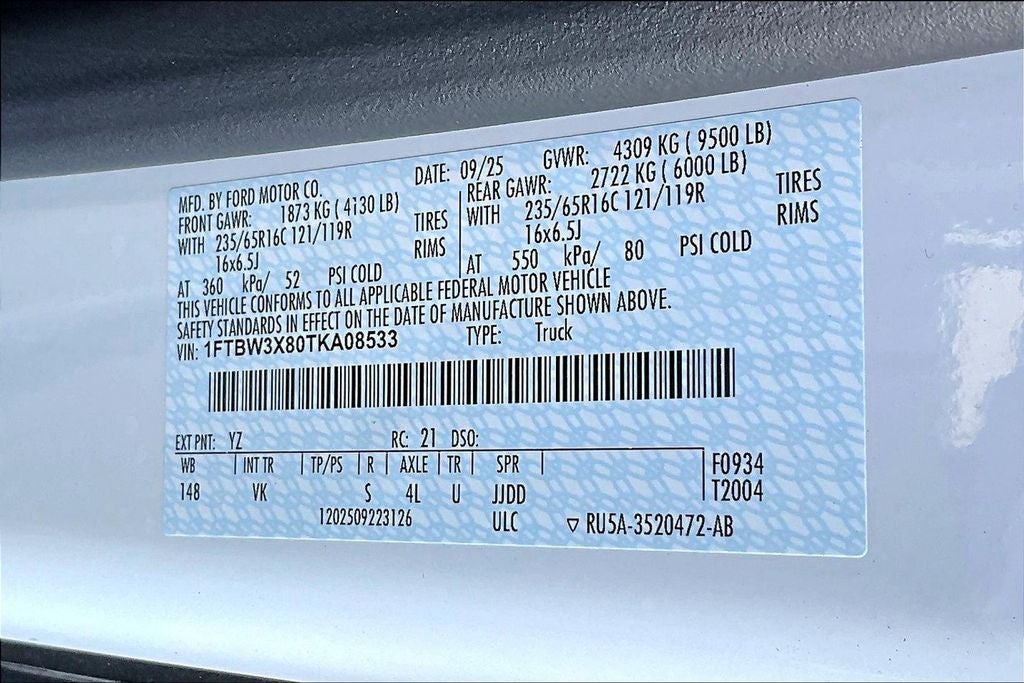 MFD. BY FORD MOTOR CO. DATE: 09/25 GVWR: 4309 KG ( 9500 LB)
FRONT GAWR: 1873 KG ( 4130 LB) REAR GAWR: 2722 KG ( 6000 LB)
WITH 235/65R16C 121/119R TIRES WITH 235/65R16C 121/119R TIRES
16x6.5J RIMS 16x6.5J RIMS
AT 360 kPa/ 52 PSI COLD AT 550 kPa/ 80 PSI COLD
THIS VEHICLE CONFORMS TO ALL APPLICABLE FEDERAL MOTOR VEHICLE
SAFETY STANDARDS IN EFFECT ON THE DATE OF MANUFACTURE SHOWN ABOVE.
VIN: 1FTBW3X80TKA08533 TYPE: Truck
EXT PNT: YZ RC: 21 DSO:
WB INT TR TP/PS R AXLE TR SPR F0934
148 VK S 4L U JJDD T2004
1202509223126 ULC ▽ RU5A-3520472-AB